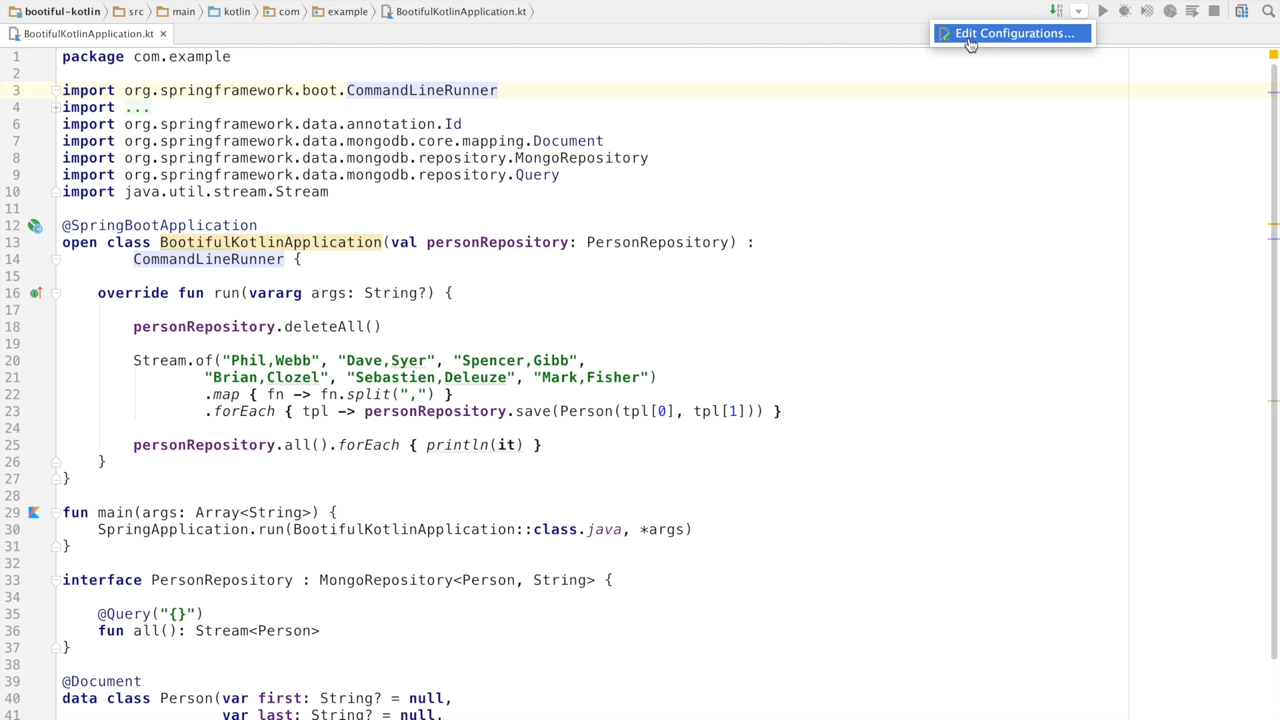 bootiful-kotlin src main kotlin com example BootifulKotlinApplication.kt
BootifulKotlinApplication.kt ×
Edit Configurations...
1 package com.example
2
3 import org.springframework.boot.CommandLineRunner
4 import ...
6 import org.springframework.data.annotation.Id
7 import org.springframework.data.mongodb.core.mapping.Document
8 import org.springframework.data.mongodb.repository.MongoRepository
9 import org.springframework.data.mongodb.repository.Query
10 import java.util.stream.Stream
11
12 @SpringBootApplication
13 open class BootifulKotlinApplication(val personRepository: PersonRepository) :
14 CommandLineRunner {
15
16 override fun run(vararg args: String?) {
17
18 personRepository.deleteAll()
19
20 Stream.of("Phil,Webb", "Dave,Syer", "Spencer,Gibb",
21 "Brian,Clozel", "Sebastien,Deleuze", "Mark,Fisher")
22 .map { fn -> fn.split(",") }
23 .forEach { tpl -> personRepository.save(Person(tpl[0], tpl[1])) }
24
25 personRepository.all().forEach { println(it) }
26 }
27 }
28
29 fun main(args: Array<String>) {
30 SpringApplication.run(BootifulKotlinApplication::class.java, *args)
31 }
32
33 interface PersonRepository : MongoRepository<Person, String> {
34
35 @Query("{}")
36 fun all(): Stream<Person>
37 }
38
39 @Document
40 data class Person(var first: String? = null,
41 var last: String? = null,